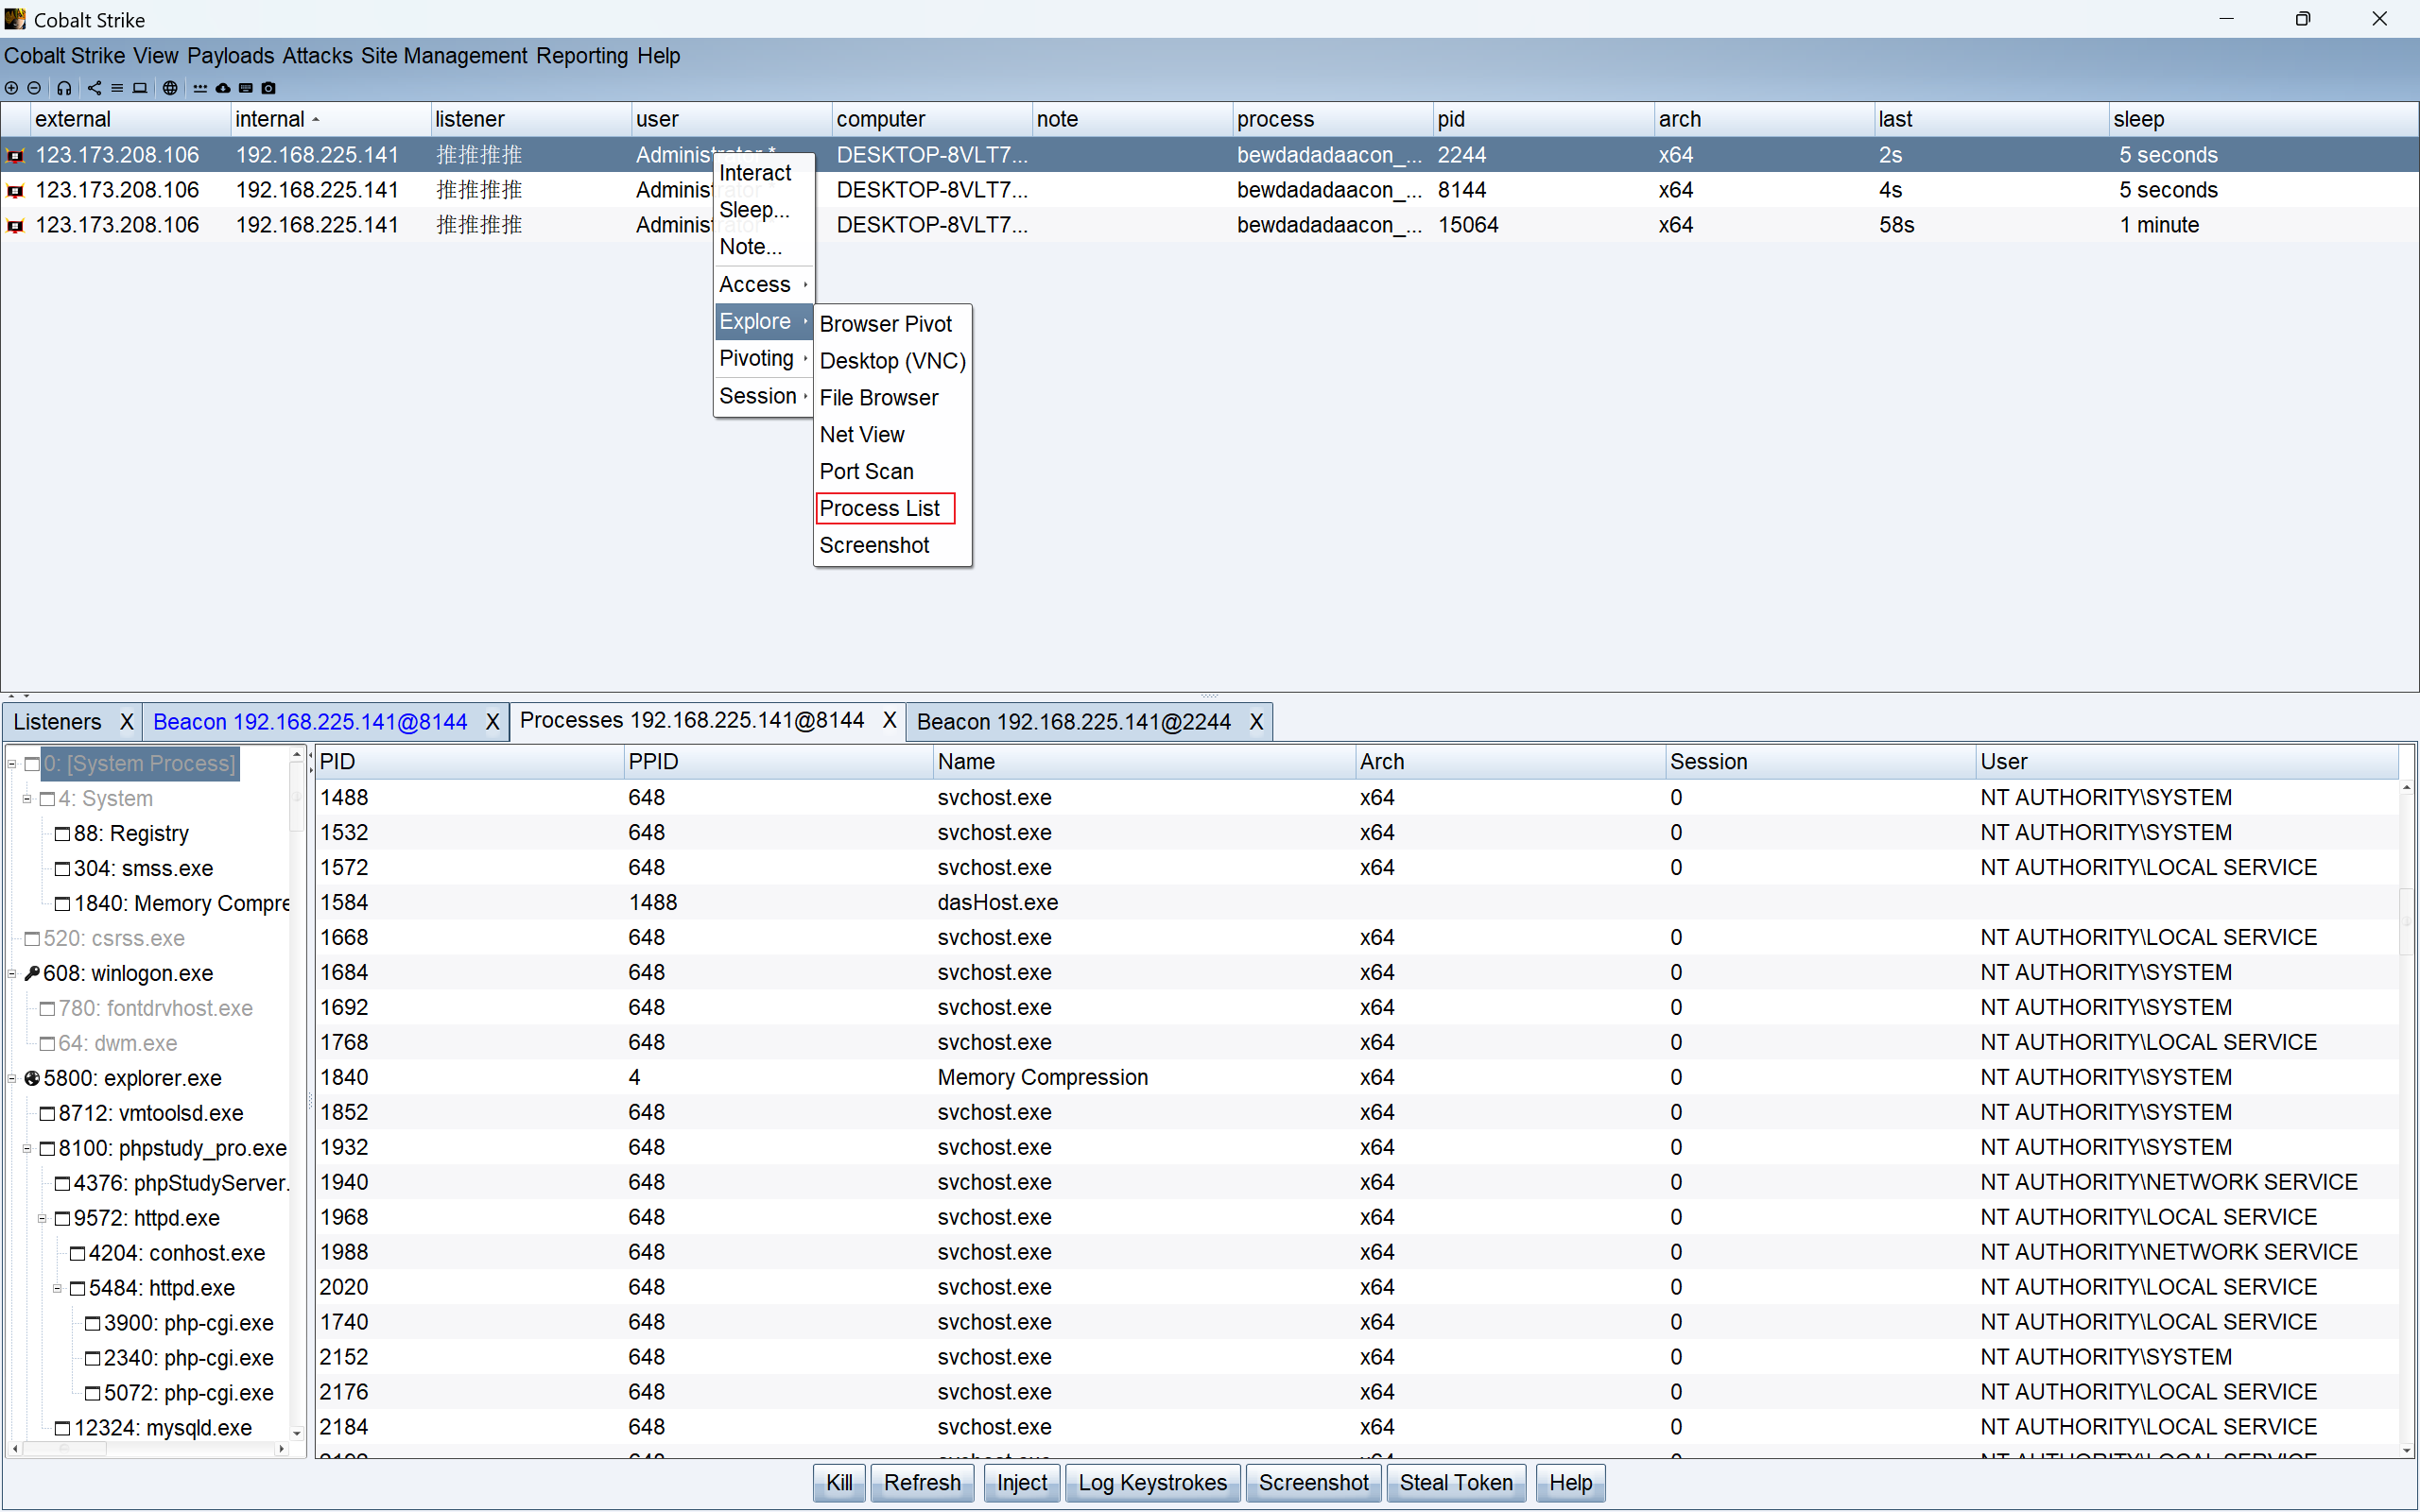 Cobalt Strike
Cobalt Strike View Payloads Attacks Site Management Reporting Help
external internal listener user computer note process pid arch last sleep
123.173.208.106 192.168.225.141 推推推推 Administrator * DESKTOP-8VLT7... bewdadadaacon_... 2244 x64 2s 5 seconds
123.173.208.106 192.168.225.141 推推推推 Administrator * DESKTOP-8VLT7... bewdadadaacon_... 8144 x64 4s 5 seconds
123.173.208.106 192.168.225.141 推推推推 Administrator DESKTOP-8VLT7... bewdadadaacon_... 15064 x64 58s 1 minute
Interact
Sleep...
Note...
Access
Explore
Pivoting
Session
Browser Pivot
Desktop (VNC)
File Browser
Net View
Port Scan
Process List
Screenshot
Listeners X Beacon 192.168.225.141@8144 X Processes 192.168.225.141@8144 X Beacon 192.168.225.141@2244 X
0: [System Process]
4: System
88: Registry
304: smss.exe
1840: Memory Compre
520: csrss.exe
608: winlogon.exe
780: fontdrvhost.exe
64: dwm.exe
5800: explorer.exe
8712: vmtoolsd.exe
8100: phpstudy_pro.exe
4376: phpStudyServer.
9572: httpd.exe
4204: conhost.exe
5484: httpd.exe
3900: php-cgi.exe
2340: php-cgi.exe
5072: php-cgi.exe
12324: mysqld.exe
PID PPID Name Arch Session User
1488 648 svchost.exe x64 0 NT AUTHORITY\SYSTEM
1532 648 svchost.exe x64 0 NT AUTHORITY\SYSTEM
1572 648 svchost.exe x64 0 NT AUTHORITY\LOCAL SERVICE
1584 1488 dasHost.exe
1668 648 svchost.exe x64 0 NT AUTHORITY\LOCAL SERVICE
1684 648 svchost.exe x64 0 NT AUTHORITY\SYSTEM
1692 648 svchost.exe x64 0 NT AUTHORITY\SYSTEM
1768 648 svchost.exe x64 0 NT AUTHORITY\LOCAL SERVICE
1840 4 Memory Compression x64 0 NT AUTHORITY\SYSTEM
1852 648 svchost.exe x64 0 NT AUTHORITY\SYSTEM
1932 648 svchost.exe x64 0 NT AUTHORITY\SYSTEM
1940 648 svchost.exe x64 0 NT AUTHORITY\NETWORK SERVICE
1968 648 svchost.exe x64 0 NT AUTHORITY\LOCAL SERVICE
1988 648 svchost.exe x64 0 NT AUTHORITY\NETWORK SERVICE
2020 648 svchost.exe x64 0 NT AUTHORITY\LOCAL SERVICE
1740 648 svchost.exe x64 0 NT AUTHORITY\LOCAL SERVICE
2152 648 svchost.exe x64 0 NT AUTHORITY\SYSTEM
2176 648 svchost.exe x64 0 NT AUTHORITY\LOCAL SERVICE
2184 648 svchost.exe x64 0 NT AUTHORITY\LOCAL SERVICE
Kill Refresh Inject Log Keystrokes Screenshot Steal Token Help